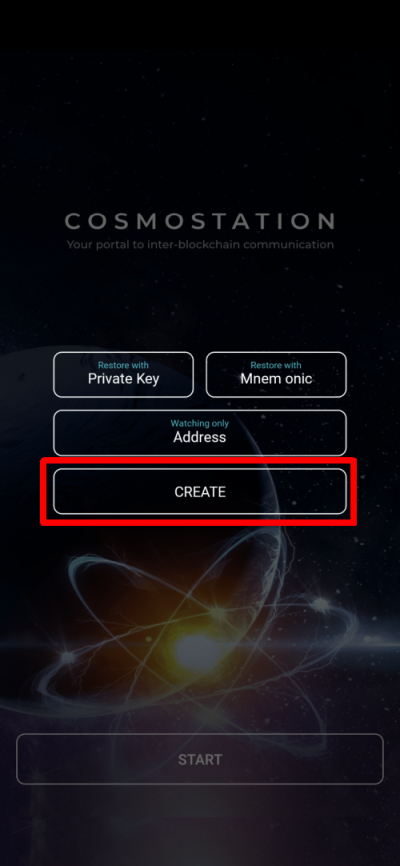 COSMOSTATION
Your portal to inter-blockchain communication
Restore with
Private Key
Restore with
Mnem onic
Watching only
Address
CREATE
START